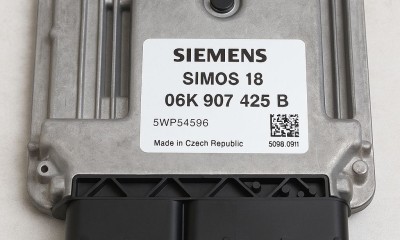 SIEMENS
SIMOS 18
06K 907 425 B
5WP54596
Made in Czech Republic
5098.0911